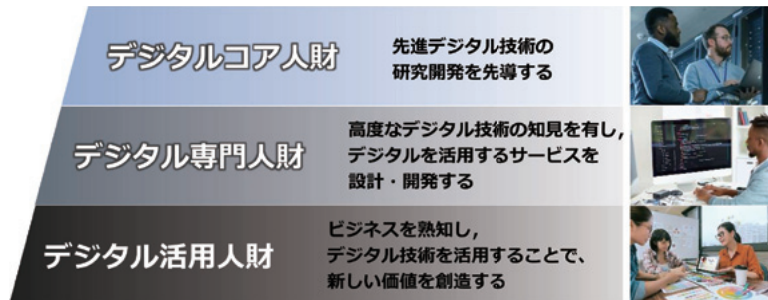 デジタルコア人財
先進デジタル技術の
研究開発を先導する
デジタル専門人財
高度なデジタル技術の知見を有し,
デジタルを活用するサービスを
設計・開発する
デジタル活用人財
ビジネスを熟知し,
デジタル技術を活用することで、
新しい価値を創造する